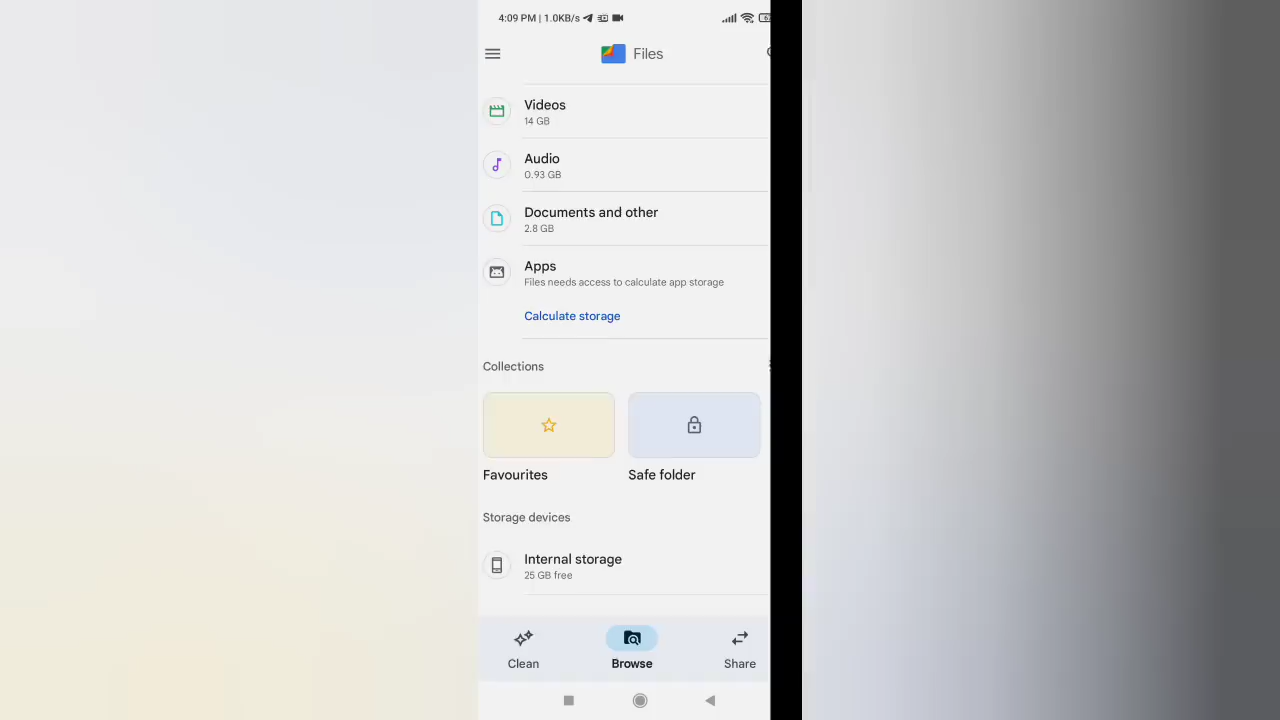 4:09 PM | 1.0KB/s
Files
Videos
14 GB
Audio
0.93 GB
Documents and other
2.8 GB
Apps
Files needs access to calculate app storage
Calculate storage
Collections
Favourites
Safe folder
Storage devices
Internal storage
25 GB free
Clean
Browse
Share